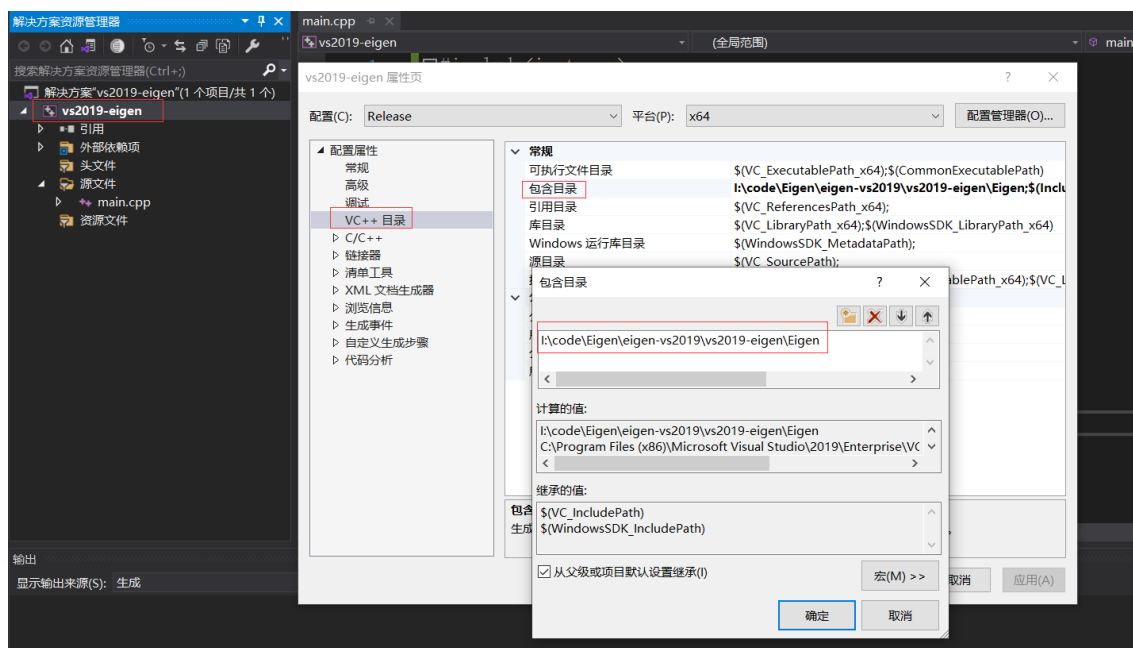 解决方案资源管理器
搜索解决方案资源管理器(Ctrl+;)
解决方案"vs2019-eigen"(1 个项目/共 1 个)
vs2019-eigen
引用
外部依赖项
头文件
源文件
main.cpp
资源文件
输出
显示输出来源(S): 生成
main.cpp
vs2019-eigen
(全局范围)
main
vs2019-eigen 属性页
配置(C): Release
平台(P): x64
配置管理器(O)...
配置属性
常规
高级
调试
VC++ 目录
C/C++
链接器
清单工具
XML 文档生成器
浏览信息
生成事件
自定义生成步骤
代码分析
常规
可执行文件目录 $(VC_ExecutablePath_x64);$(CommonExecutablePath)
包含目录 I:\code\Eigen\eigen-vs2019\vs2019-eigen\Eigen;$(Inclu
引用目录 $(VC_ReferencesPath_x64);
库目录 $(VC_LibraryPath_x64);$(WindowsSDK_LibraryPath_x64)
Windows 运行库目录 $(WindowsSDK_MetadataPath);
源目录 $(VC_SourcePath);
ablePath_x64);$(VC_I
包含目录
I:\code\Eigen\eigen-vs2019\vs2019-eigen\Eigen
计算的值:
I:\code\Eigen\eigen-vs2019\vs2019-eigen\Eigen
C:\Program Files (x86)\Microsoft Visual Studio\2019\Enterprise\VC
继承的值:
$(VC_IncludePath)
$(WindowsSDK_IncludePath)
从父级或项目默认设置继承(I)
宏(M) >>
确定
取消
包含
生成
取消
应用(A)